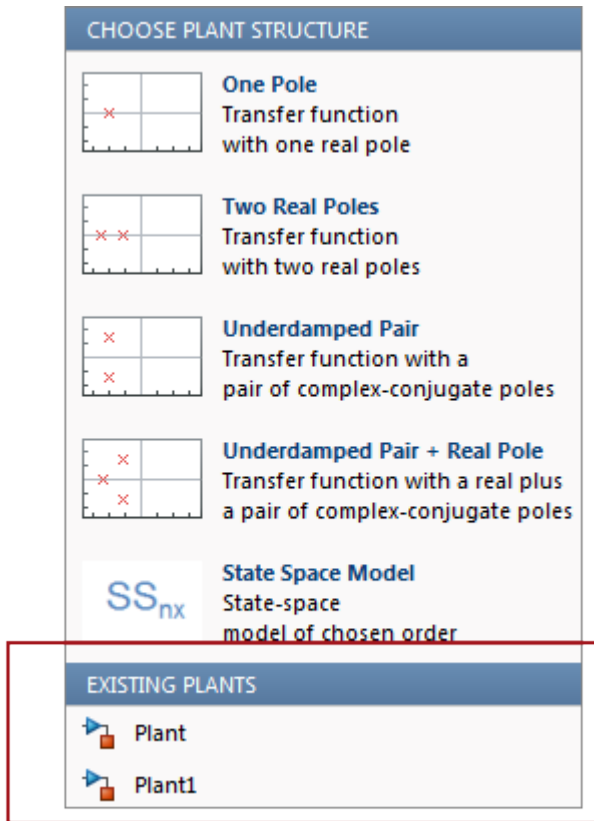 CHOOSE PLANT STRUCTURE
One Pole
Transfer function
with one real pole
Two Real Poles
Transfer function
with two real poles
Underdamped Pair
Transfer function with a
pair of complex-conjugate poles
Underdamped Pair + Real Pole
Transfer function with a real plus
a pair of complex-conjugate poles
SSnx
State Space Model
State-space
model of chosen order
EXISTING PLANTS
Plant
Plant1